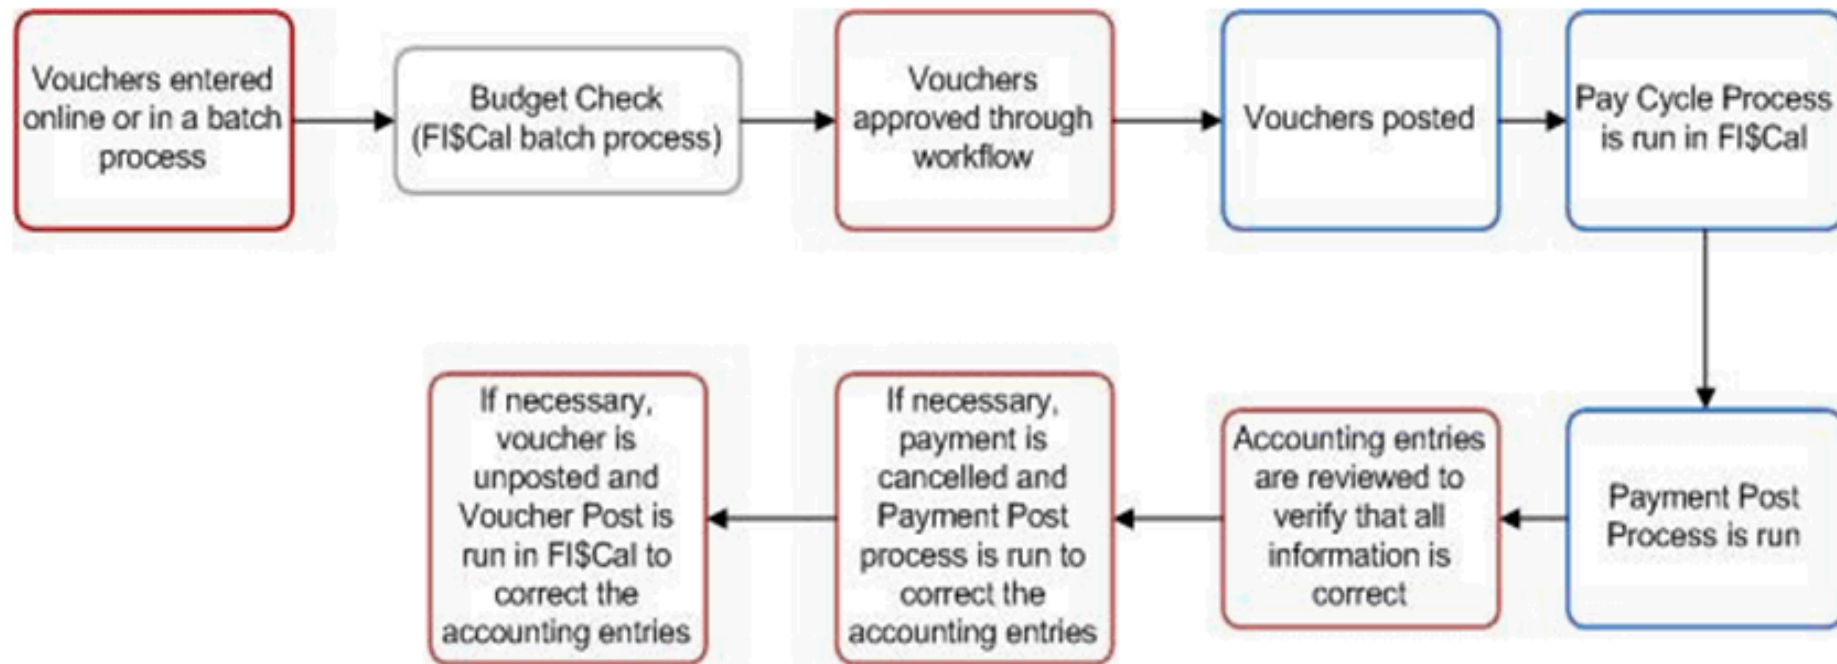 Vouchers entered
online or in a batch
process
Budget Check
(FI$Cal batch process)
Vouchers
approved through
workflow
Vouchers posted
Pay Cycle Process
is run in FI$Cal
Payment Post
Process is run
Accounting entries
are reviewed to
verify that all
information is
correct
If necessary,
payment is
cancelled and
Payment Post
process is run to
correct the
accounting entries
If necessary,
voucher is
unposted and
Voucher Post is
run in FI$Cal to
correct the
accounting entries